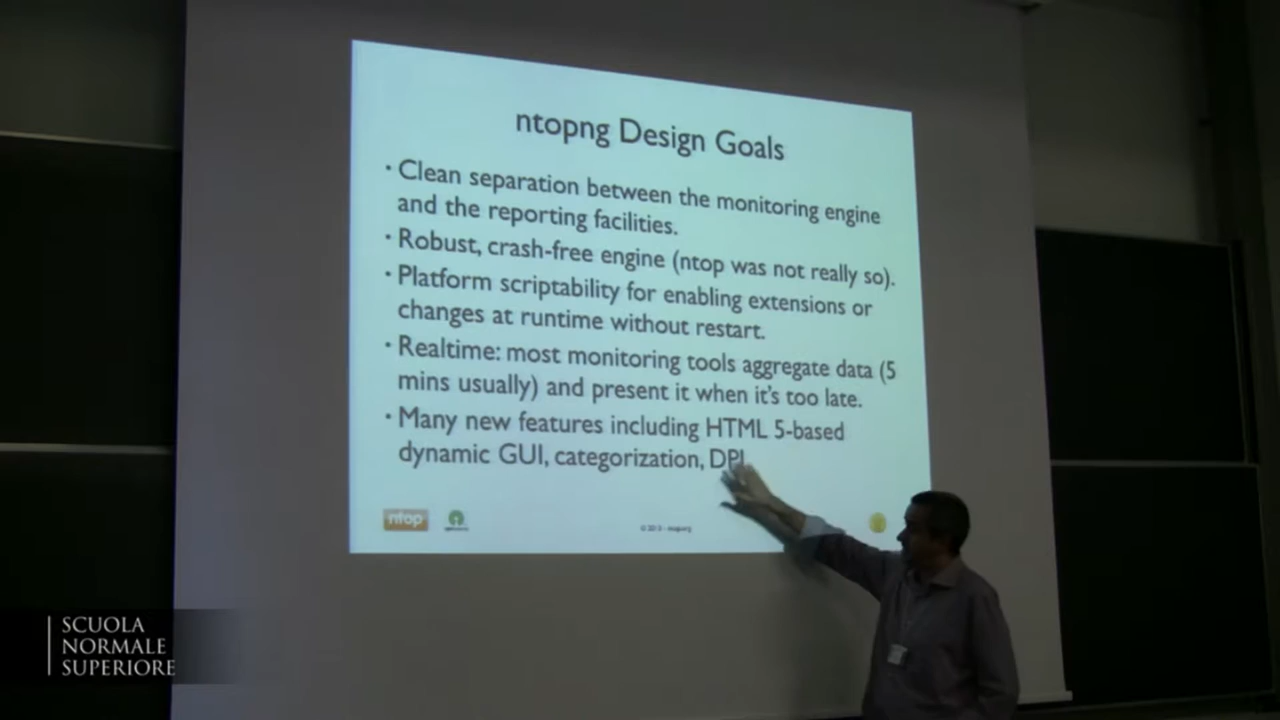 ntopng Design Goals
• Clean separation between the monitoring engine
and the reporting facilities.
• Robust, crash-free engine (ntop was not really so).
• Platform scriptability for enabling extensions or
changes at runtime without restart.
• Realtime: most monitoring tools aggregate data (5
mins usually) and present it when it's too late.
• Many new features including HTML 5-based
dynamic GUI, categorization, DPI
ntop
SCUOLA
NORMALE
SUPERIORE